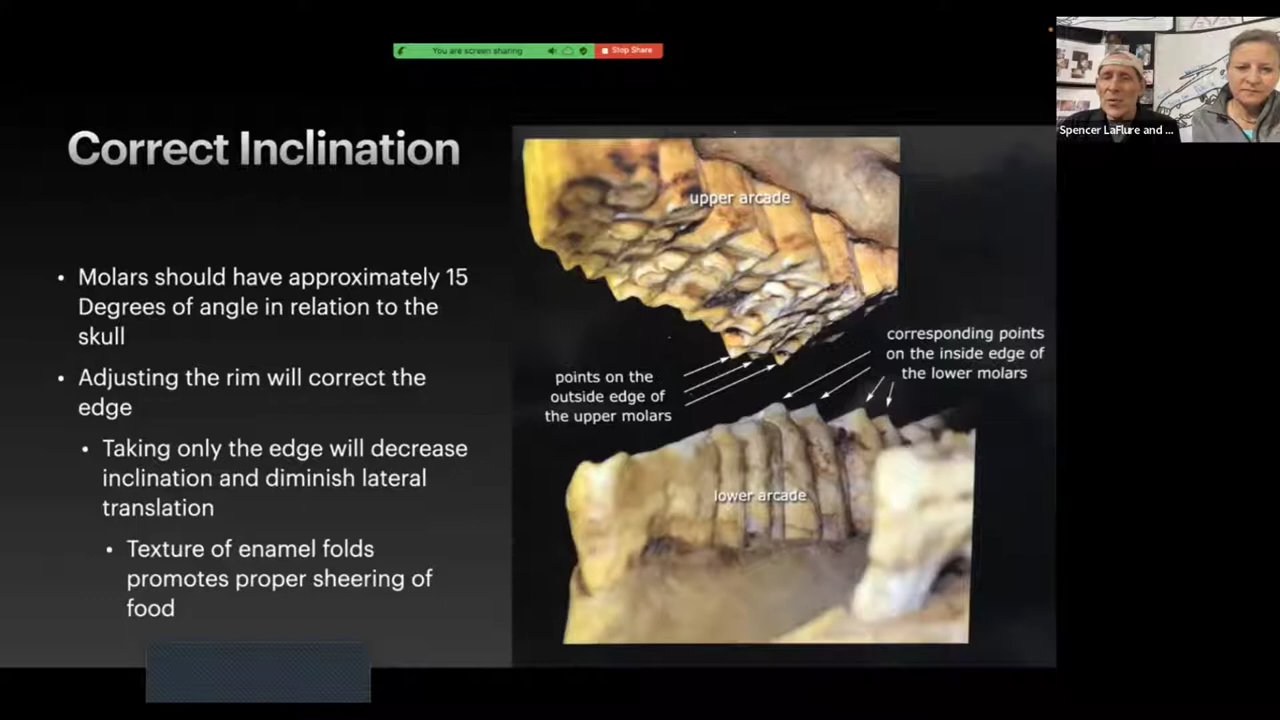 You are screen sharing
Stop Share
Spencer LaFlure and ...
Correct Inclination
• Molars should have approximately 15
Degrees of angle in relation to the
skull
• Adjusting the rim will correct the
edge
• Taking only the edge will decrease
inclination and diminish lateral
translation
• Texture of enamel folds
promotes proper sheering of
food
upper arcade
corresponding points
on the inside edge of
the lower molars
points on the
outside edge of
the upper molars
lower arcade